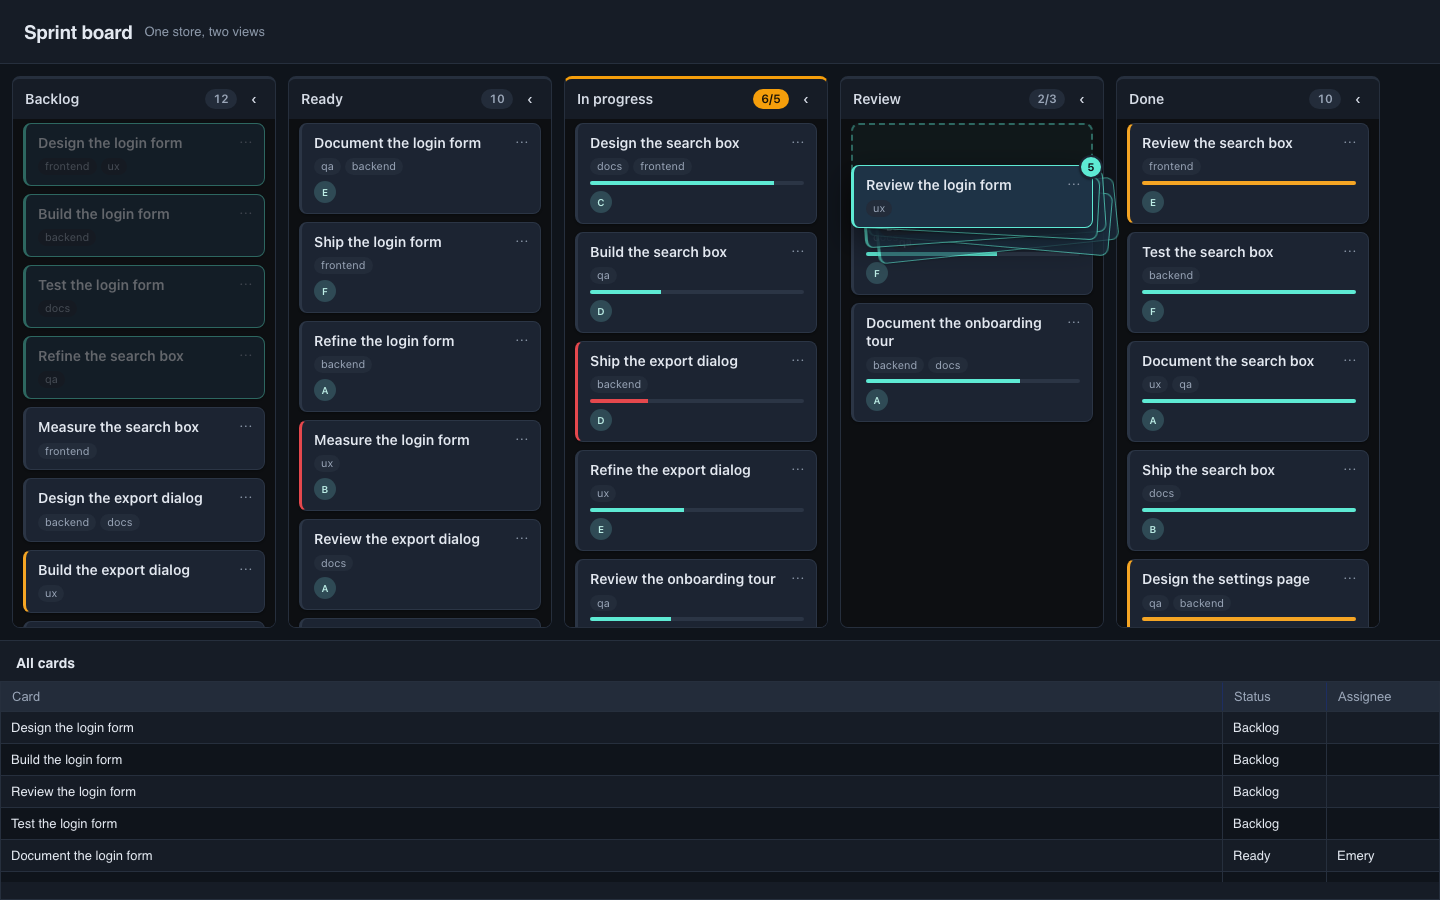 Sprint board One store, two views
Backlog 12 ‹
Design the login form ···
frontend ux
Build the login form ···
backend
Test the login form ···
docs
Refine the search box ···
qa
Measure the search box ···
frontend
Design the export dialog ···
backend docs
Build the export dialog ···
ux
Ready 10 ‹
Document the login form ···
qa backend
E
Ship the login form ···
frontend
F
Refine the login form ···
backend
A
Measure the login form ···
ux
B
Review the export dialog ···
docs
A
In progress 6/5 ‹
Design the search box ···
docs frontend
C
Build the search box ···
qa
D
Ship the export dialog ···
backend
D
Refine the export dialog ···
ux
E
Review the onboarding tour ···
qa
Review 2/3 ‹
5
Review the login form ···
ux
F
Document the onboarding ···
tour
backend docs
A
Done 10 ‹
Review the search box ···
frontend
E
Test the search box ···
backend
F
Document the search box ···
ux qa
A
Ship the search box ···
docs
B
Design the settings page ···
qa backend
All cards
Card Status Assignee
Design the login form Backlog
Build the login form Backlog
Review the login form Backlog
Test the login form Backlog
Document the login form Ready Emery